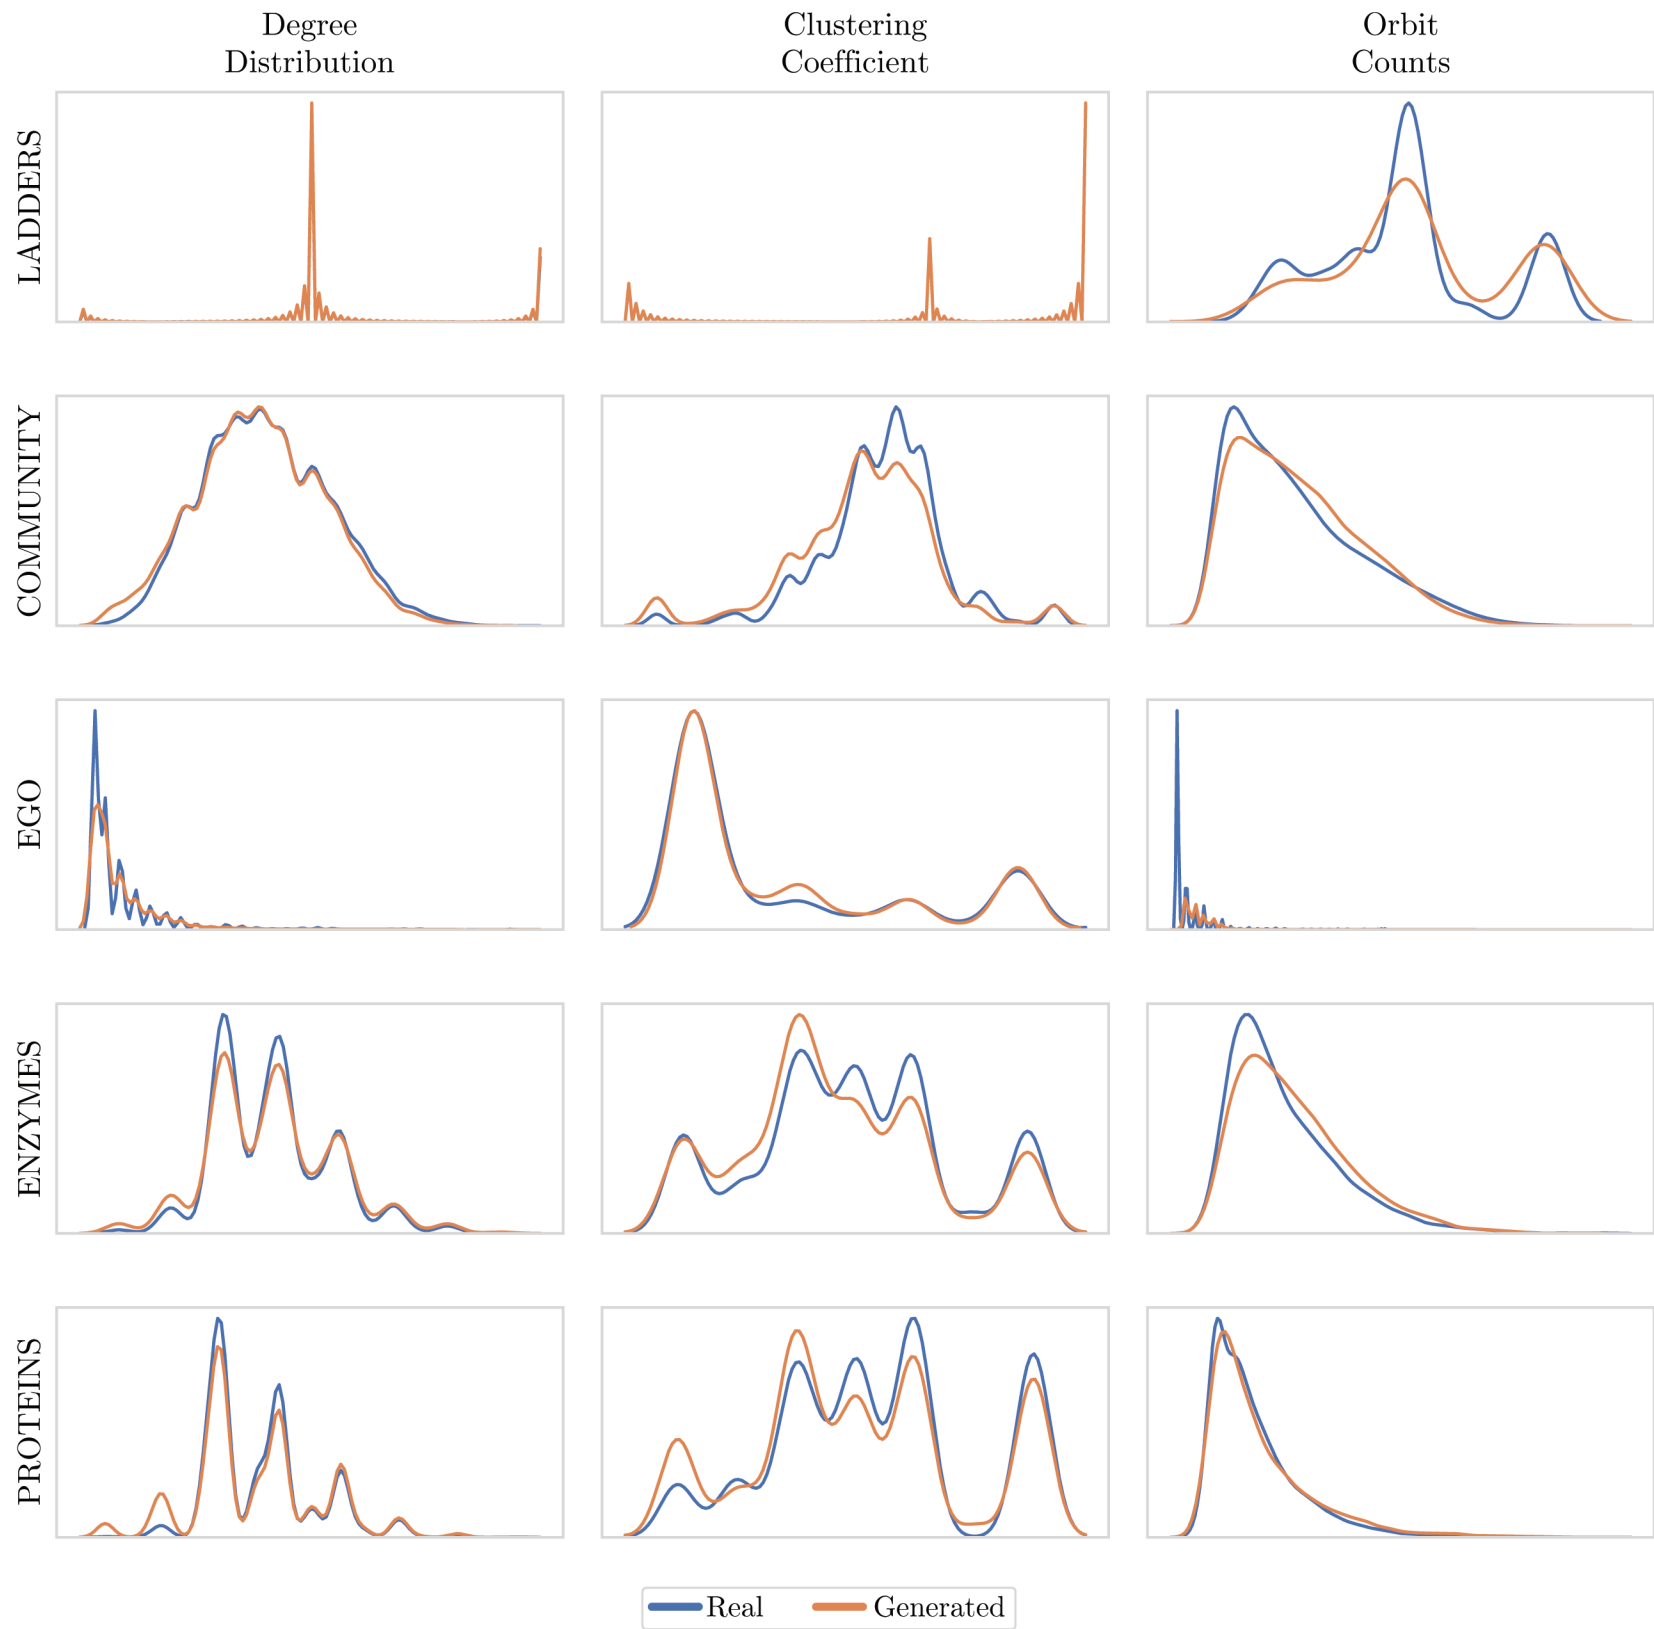 Degree
Distribution
Clustering
Coefficient
Orbit
Counts
LADDERS
COMMUNITY
EGO
ENZYMES
PROTEINS
Real
Generated